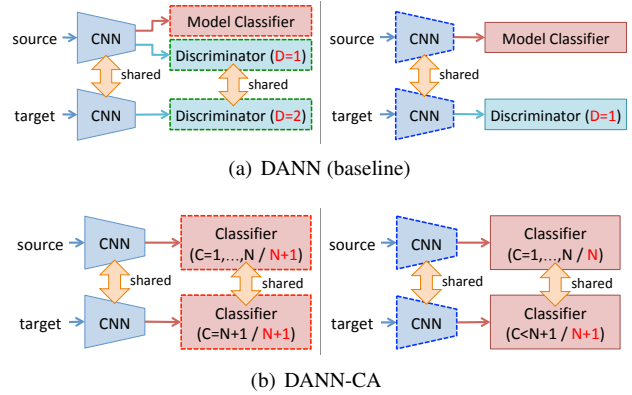 source
CNN
Model Classifier
Discriminator (D=1)
shared
shared
target
CNN
Discriminator (D=2)
source
CNN
Model Classifier
shared
target
CNN
Discriminator (D=1)
(a) DANN (baseline)
source
CNN
Classifier
(C=1,...,N / N+1)
shared
shared
target
CNN
Classifier
(C=N+1 / N+1)
source
CNN
Classifier
(C=1,...,N / N)
shared
shared
target
CNN
Classifier
(C<N+1 / N+1)
(b) DANN-CA